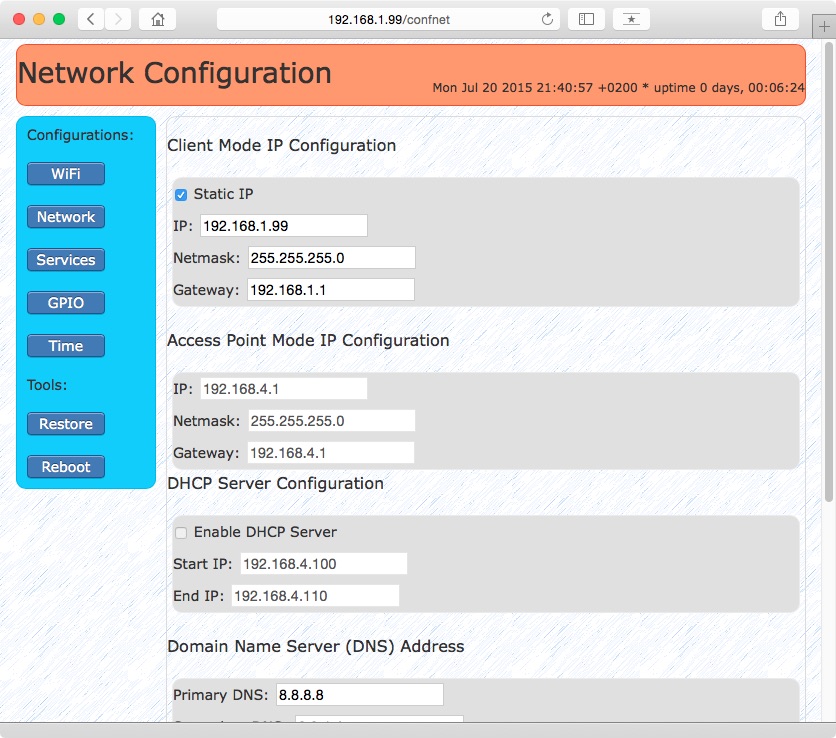 192.168.1.99/confnet
Network Configuration
Mon Jul 20 2015 21:40:57 +0200 * uptime 0 days, 00:06:24
Configurations:
WiFi
Network
Services
GPIO
Time
Tools:
Restore
Reboot
Client Mode IP Configuration
Static IP
IP: 192.168.1.99
Netmask: 255.255.255.0
Gateway: 192.168.1.1
Access Point Mode IP Configuration
IP: 192.168.4.1
Netmask: 255.255.255.0
Gateway: 192.168.4.1
DHCP Server Configuration
Enable DHCP Server
Start IP: 192.168.4.100
End IP: 192.168.4.110
Domain Name Server (DNS) Address
Primary DNS: 8.8.8.8